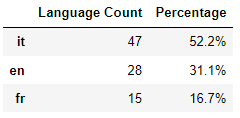 Language Count Percentage
it 47 52.2%
en 28 31.1%
fr 15 16.7%